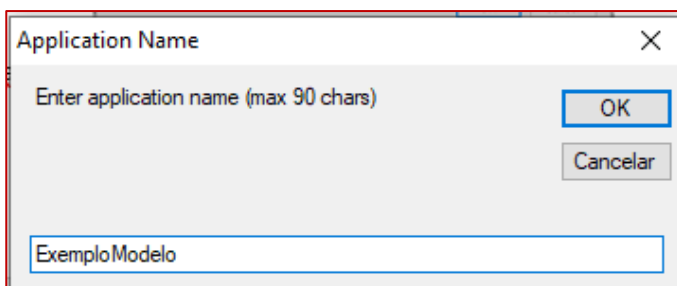 Application Name
Enter application name (max 90 chars)
OK
Cancelar
ExemploModelo